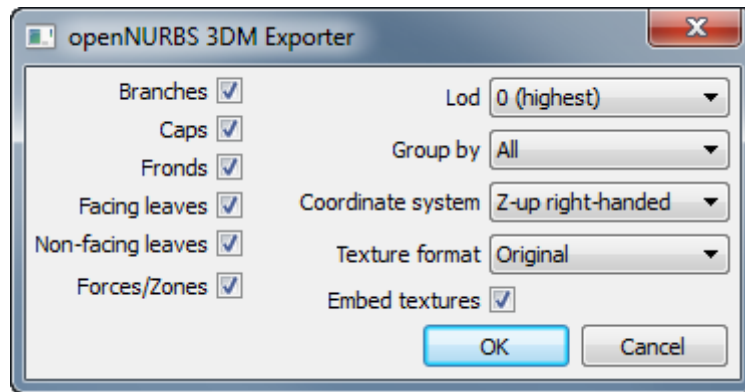 openNURBS 3DM Exporter
Branches
Caps
Fronds
Facing leaves
Non-facing leaves
Forces/Zones
Lod 0 (highest)
Group by All
Coordinate system Z-up right-handed
Texture format Original
Embed textures
OK Cancel